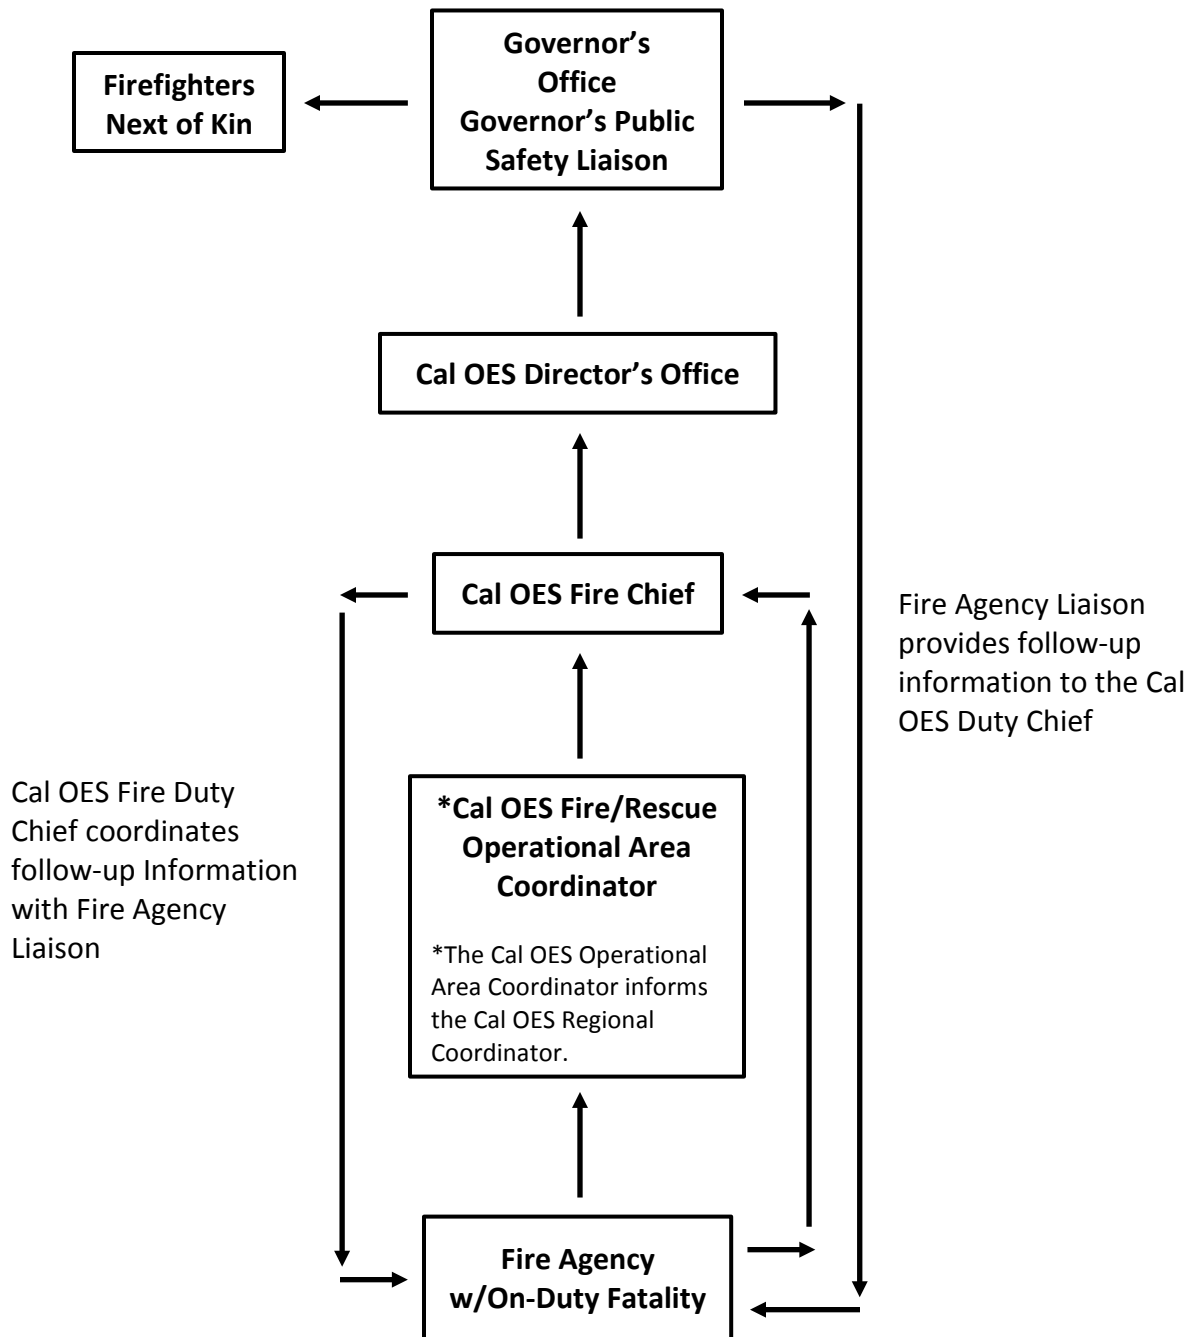 Governor’s
Office
Governor’s Public
Safety Liaison
Firefighters
Next of Kin
Cal OES Director’s Office
Cal OES Fire Chief
Fire Agency Liaison
provides follow-up
information to the Cal
OES Duty Chief
Cal OES Fire Duty
Chief coordinates
follow-up Information
with Fire Agency
Liaison
*Cal OES Fire/Rescue
Operational Area
Coordinator
*The Cal OES Operational
Area Coordinator informs
the Cal OES Regional
Coordinator.
Fire Agency
w/On-Duty Fatality